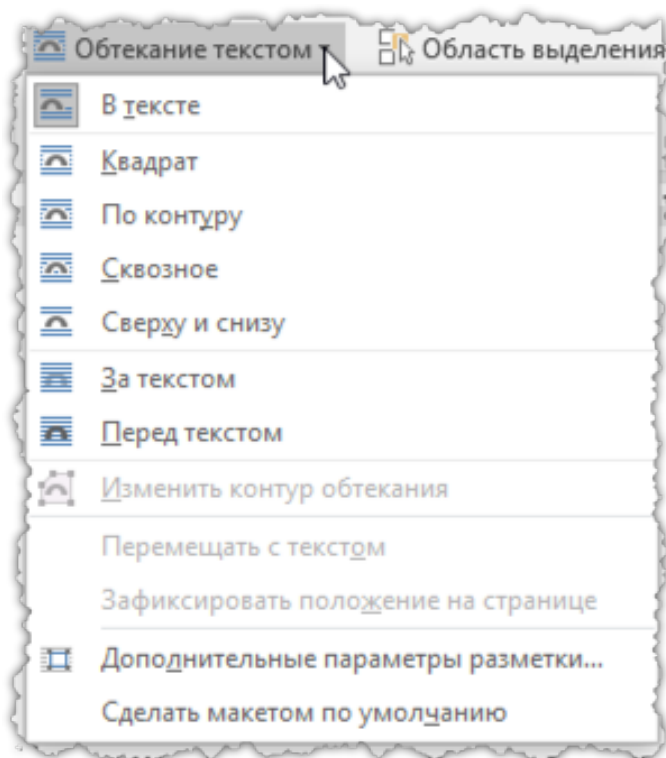 Обтекание текстом Область выделения
В тексте
Квадрат
По контуру
Сквозное
Сверху и снизу
За текстом
Перед текстом
Изменить контур обтекания
Перемещать с текстом
Зафиксировать положение на странице
Дополнительные параметры разметки...
Сделать макетом по умолчанию